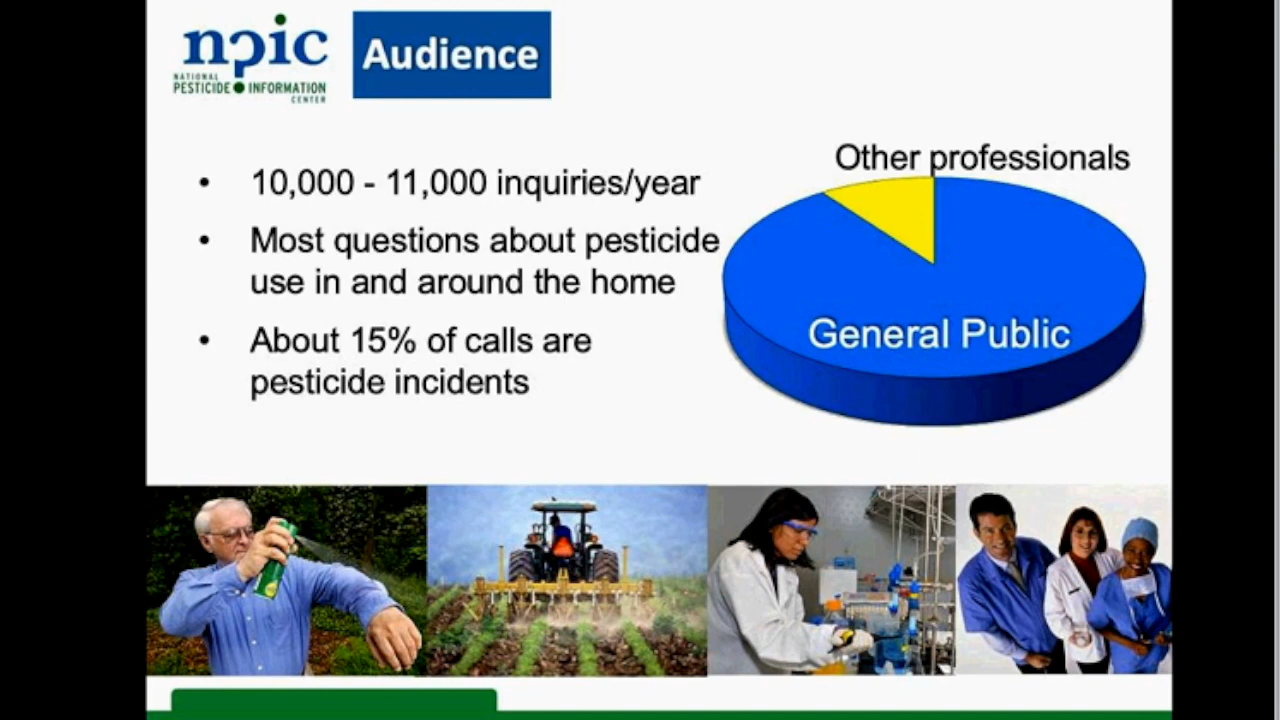 npic
NATIONAL
PESTICIDE INFORMATION
CENTER
Audience
• 10,000 - 11,000 inquiries/year
• Most questions about pesticide
use in and around the home
• About 15% of calls are
pesticide incidents
Other professionals
General Public